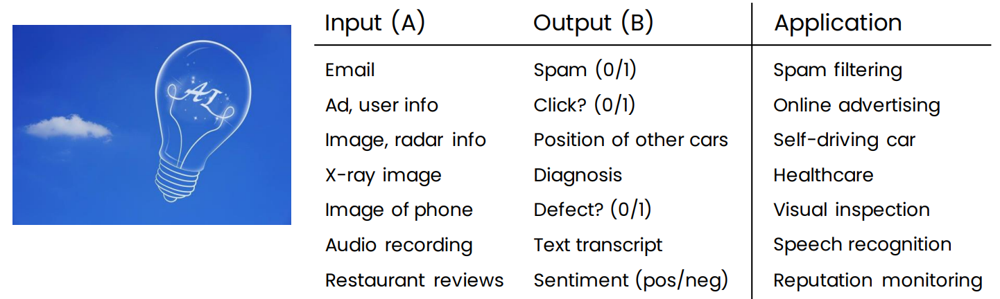 AI
Input (A) Output (B) Application
Email Spam (0/1) Spam filtering
Ad, user info Click? (0/1) Online advertising
Image, radar info Position of other cars Self-driving car
X-ray image Diagnosis Healthcare
Image of phone Defect? (0/1) Visual inspection
Audio recording Text transcript Speech recognition
Restaurant reviews Sentiment (pos/neg) Reputation monitoring